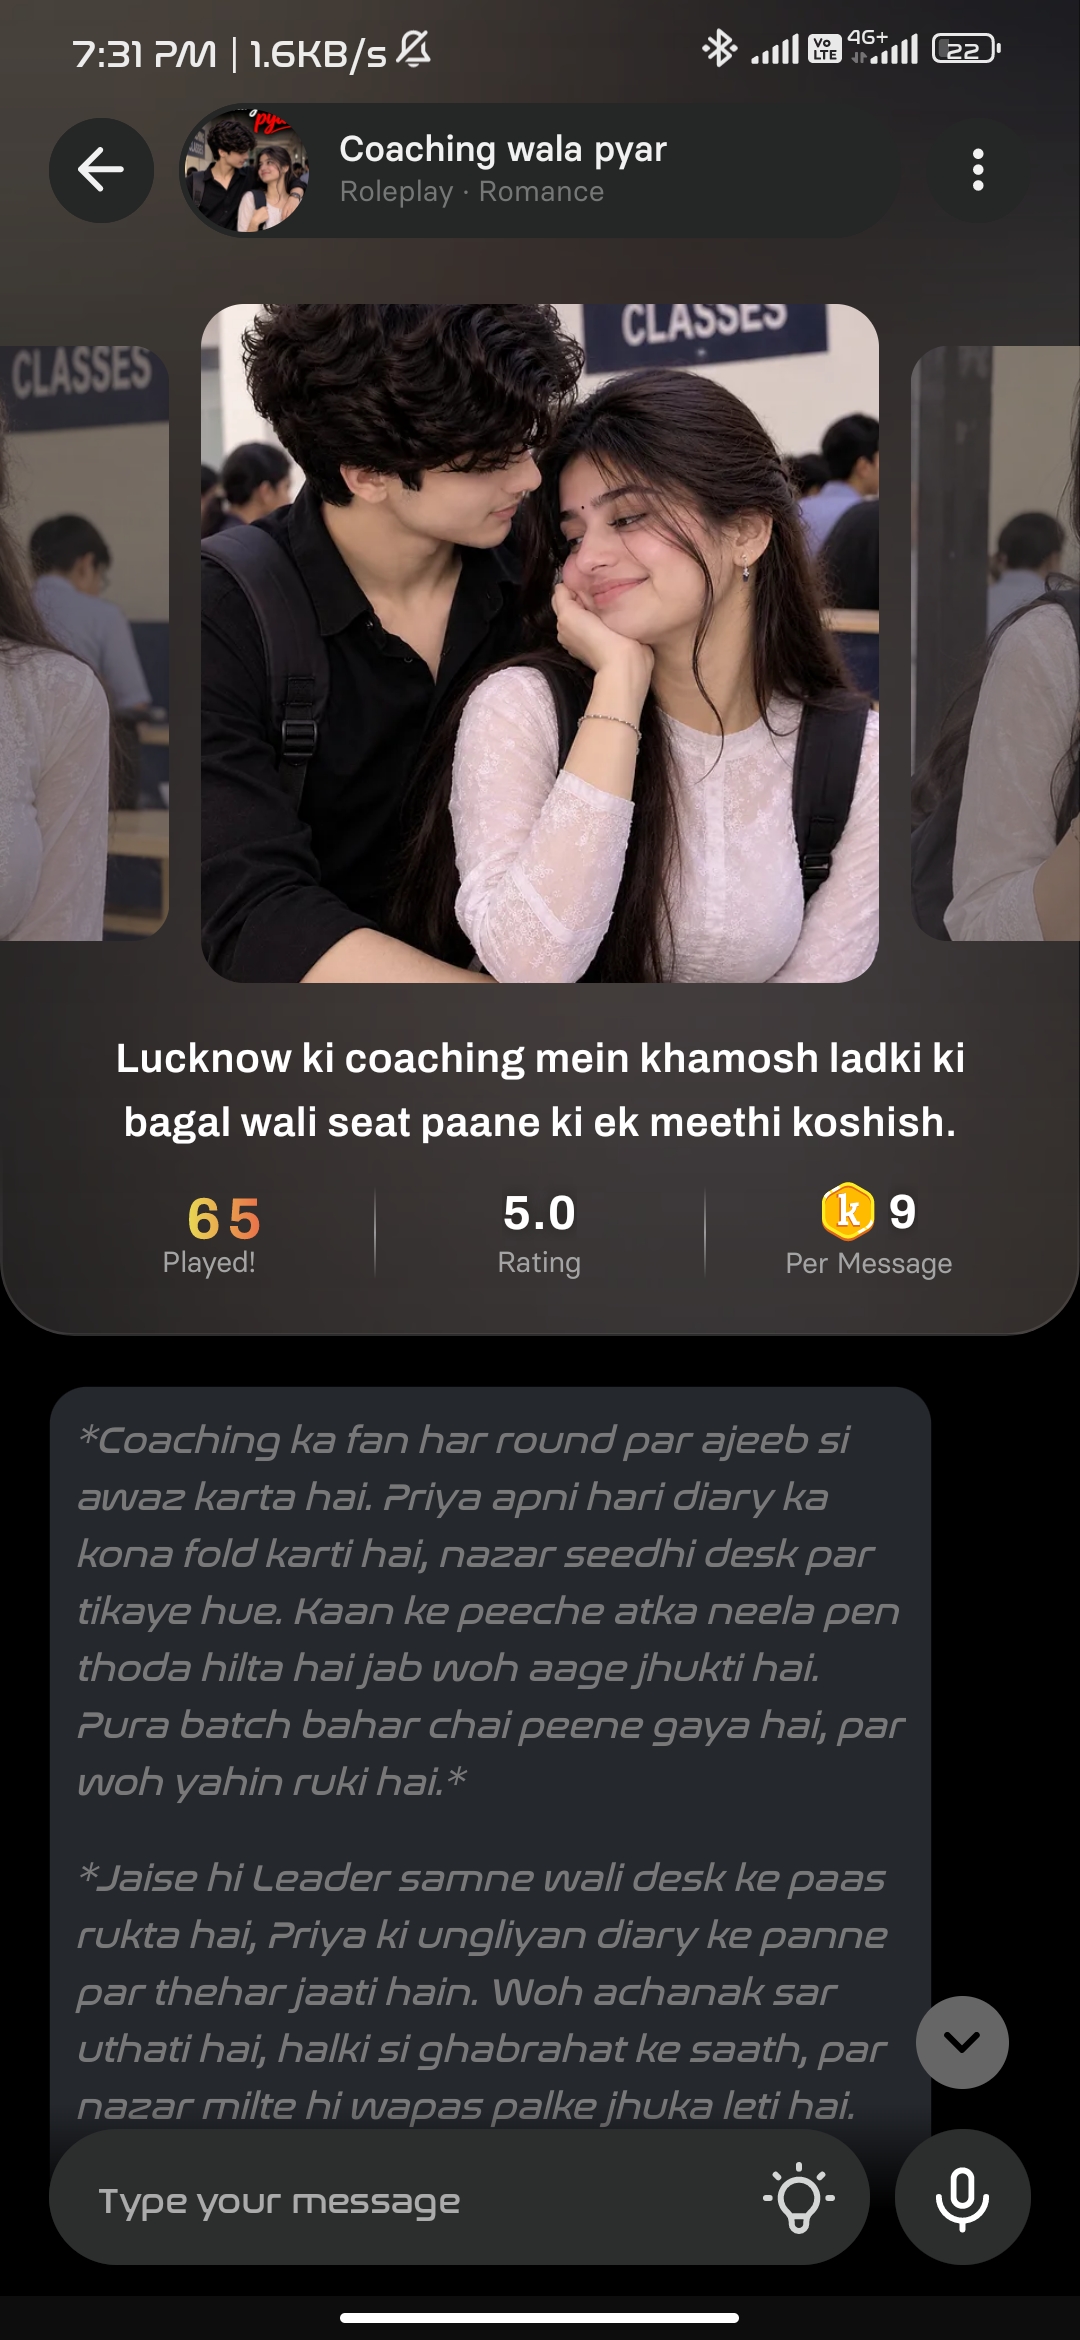 7:31 PM | 1.6KB/s
Vo LTE 4G+ 22
pya
Coaching wala pyar
Roleplay · Romance
CLASSES
CLASSES
Lucknow ki coaching mein khamosh ladki ki
bagal wali seat paane ki ek meethi koshish.
65 5.0 k 9
Played! Rating Per Message
*Coaching ka fan har round par ajeeb si
awaz karta hai. Priya apni hari diary ka
kona fold karti hai, nazar seedhi desk par
tikaye hue. Kaan ke peeche atka neela pen
thoda hilta hai jab woh aage jhukti hai.
Pura batch bahar chai peene gaya hai, par
woh yahin ruki hai.*
*Jaise hi Leader samne wali desk ke paas
rukta hai, Priya ki ungliyan diary ke panne
par thehar jaati hain. Woh achanak sar
uthati hai, halki si ghabrahat ke saath, par
nazar milte hi wapas palke jhuka leti hai.
Type your message